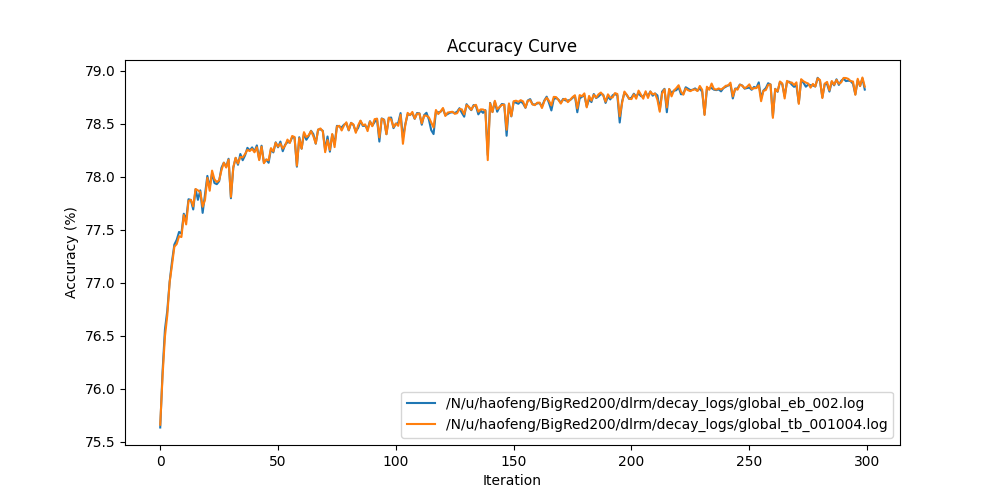 Accuracy Curve
Accuracy (%)
79.0
78.5
78.0
77.5
77.0
76.5
76.0
75.5
0 50 100 150 200 250 300
Iteration
/N/u/haofeng/BigRed200/dlrm/decay_logs/global_eb_002.log
/N/u/haofeng/BigRed200/dlrm/decay_logs/global_tb_001004.log